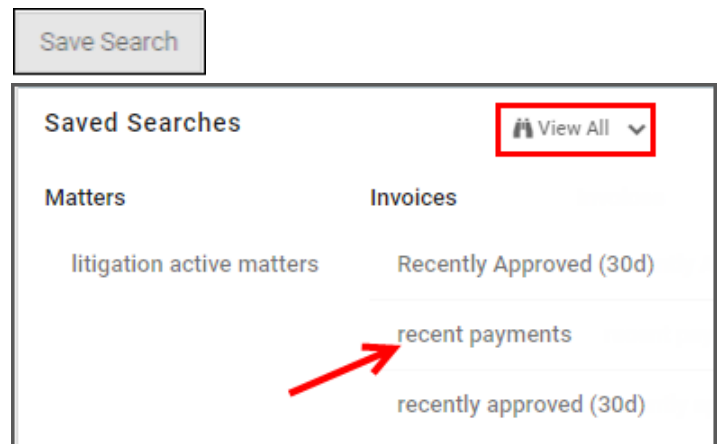 Save Search
Saved Searches
View All
Matters
Invoices
litigation active matters
Recently Approved (30d)
recent payments
recently approved (30d)